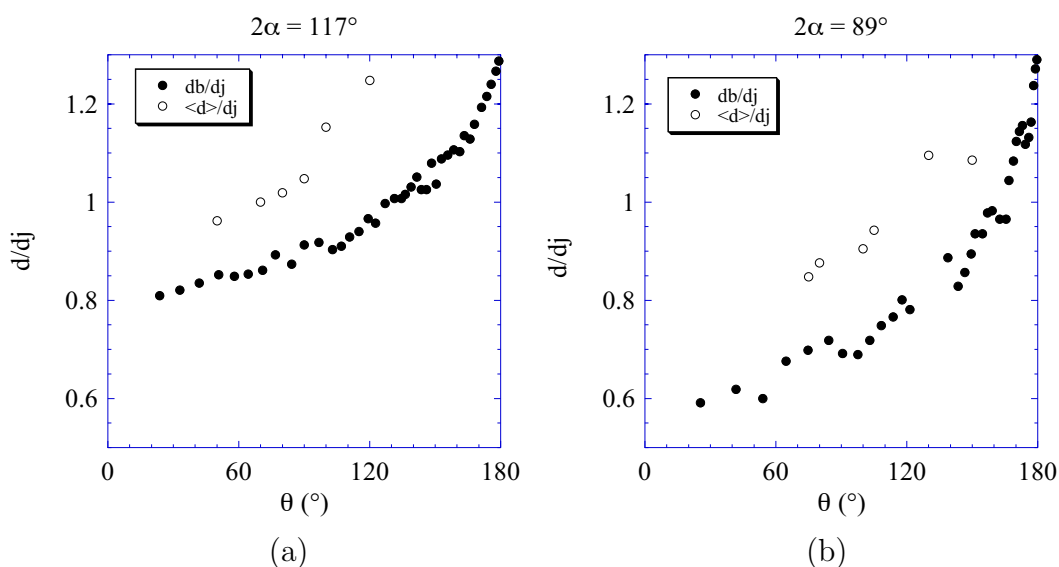 2α = 117°
db/dj
<d>/dj
d/dj
1.2
1
0.8
0.6
0 60 120 180
θ (°)
(a)
2α = 89°
db/dj
<d>/dj
d/dj
1.2
1
0.8
0.6
0 60 120 180
θ (°)
(b)